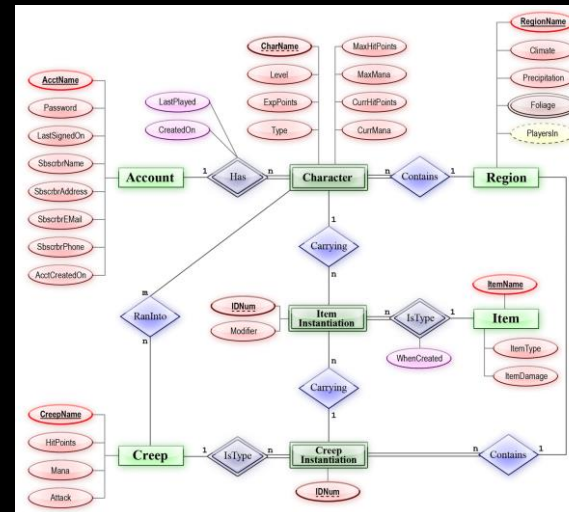 AcctName
Password
LastSignedOn
SbscrbrName
SbscrbrAddress
SbscrbrEMail
SbscrbrPhone
AcctCreatedOn
LastPlayed
CreatedOn
CharName
Level
ExpPoints
Type
MaxHitPoints
MaxMana
CurrHitPoints
CurrMana
RegionName
Climate
Precipitation
Foliage
PlayersIn
Account
1
Has
n
Character
n
Contains
1
Region
1
Carrying
n
m
RanInto
n
IDNum
Modifier
Item
Instantiation
n
IsType
1
Item
WhenCreated
ItemName
ItemType
ItemDamage
n
Carrying
1
CreepName
HitPoints
Mana
Attack
Creep
1
IsType
n
Creep
Instantiation
IDNum
n
Contains
1
1